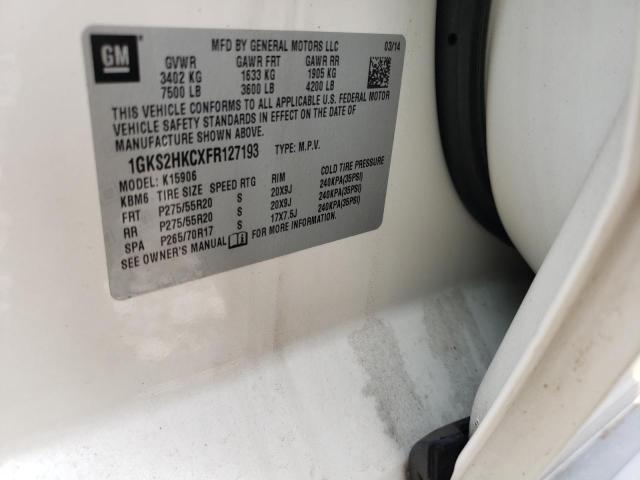 GM
MFD BY GENERAL MOTORS LLC 03/14
GVWR GAWR FRT GAWR RR
3402 KG 1633 KG 1905 KG
7500 LB 3600 LB 4200 LB
THIS VEHICLE CONFORMS TO ALL APPLICABLE U.S. FEDERAL MOTOR
VEHICLE SAFETY STANDARDS IN EFFECT ON THE DATE OF
MANUFACTURE SHOWN ABOVE.
1GKS2HKCXFR127193 TYPE: M.P.V.
MODEL: K15906
KBM6 TIRE SIZE SPEED RTG RIM COLD TIRE PRESSURE
FRT P275/55R20 S 20X9J 240KPA(35PSI)
RR P275/55R20 S 20X9J 240KPA(35PSI)
SPA P265/70R17 S 17X7.5J 240KPA(35PSI)
SEE OWNER'S MANUAL FOR MORE INFORMATION.